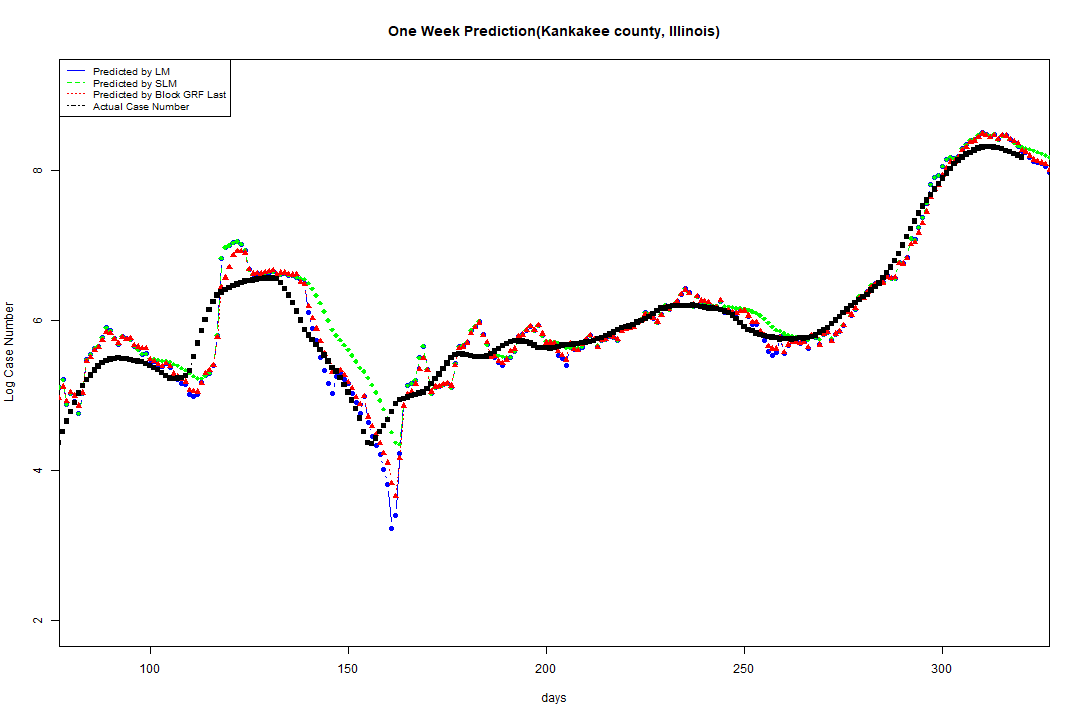 One Week Prediction(Kankakee county, Illinois)
Predicted by LM
Predicted by SLM
Predicted by Block GRF Last
Actual Case Number
Log Case Number
8
6
4
2
100 150 200 250 300
days